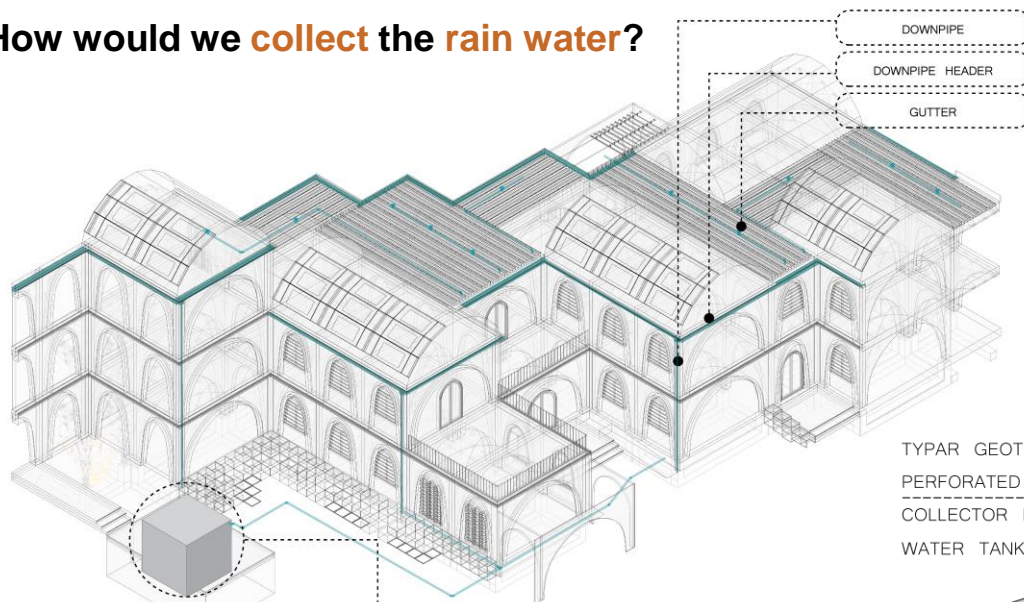 How would we collect the rain water?
DOWNPIPE
DOWNPIPE HEADER
GUTTER
TYPAR GEOT
PERFORATED
COLLECTOR
WATER TANK